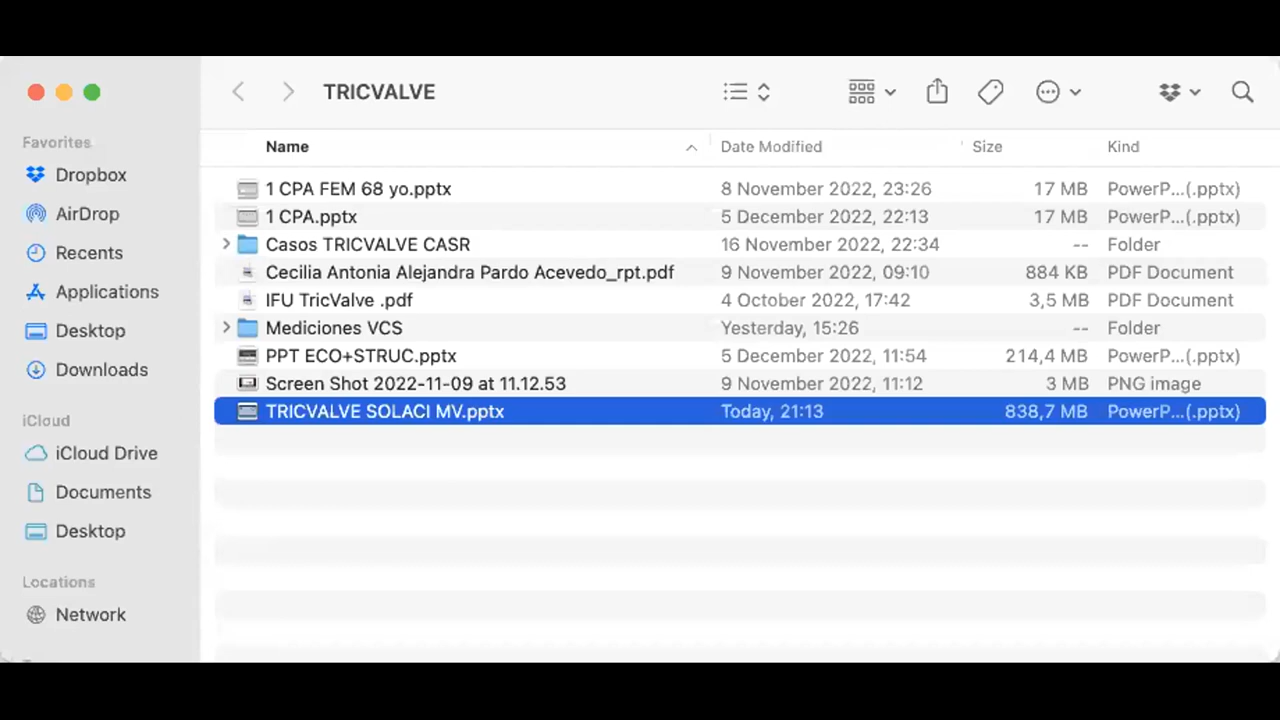 TRICVALVE
Favorites
Dropbox
AirDrop
Recents
Applications
Desktop
Downloads
iCloud
iCloud Drive
Documents
Desktop
Locations
Network
Name Date Modified Size Kind
1 CPA FEM 68 yo.pptx 8 November 2022, 23:26 17 MB PowerP...(.pptx)
1 CPA.pptx 5 December 2022, 22:13 17 MB PowerP...(.pptx)
Casos TRICVALVE CASR 16 November 2022, 22:34 -- Folder
Cecilia Antonia Alejandra Pardo Acevedo_rpt.pdf 9 November 2022, 09:10 884 KB PDF Document
IFU TricValve .pdf 4 October 2022, 17:42 3,5 MB PDF Document
Mediciones VCS Yesterday, 15:26 -- Folder
PPT ECO+STRUC.pptx 5 December 2022, 11:54 214,4 MB PowerP...(.pptx)
Screen Shot 2022-11-09 at 11.12.53 9 November 2022, 11:12 3 MB PNG image
TRICVALVE SOLACI MV.pptx Today, 21:13 838,7 MB PowerP...(.pptx)